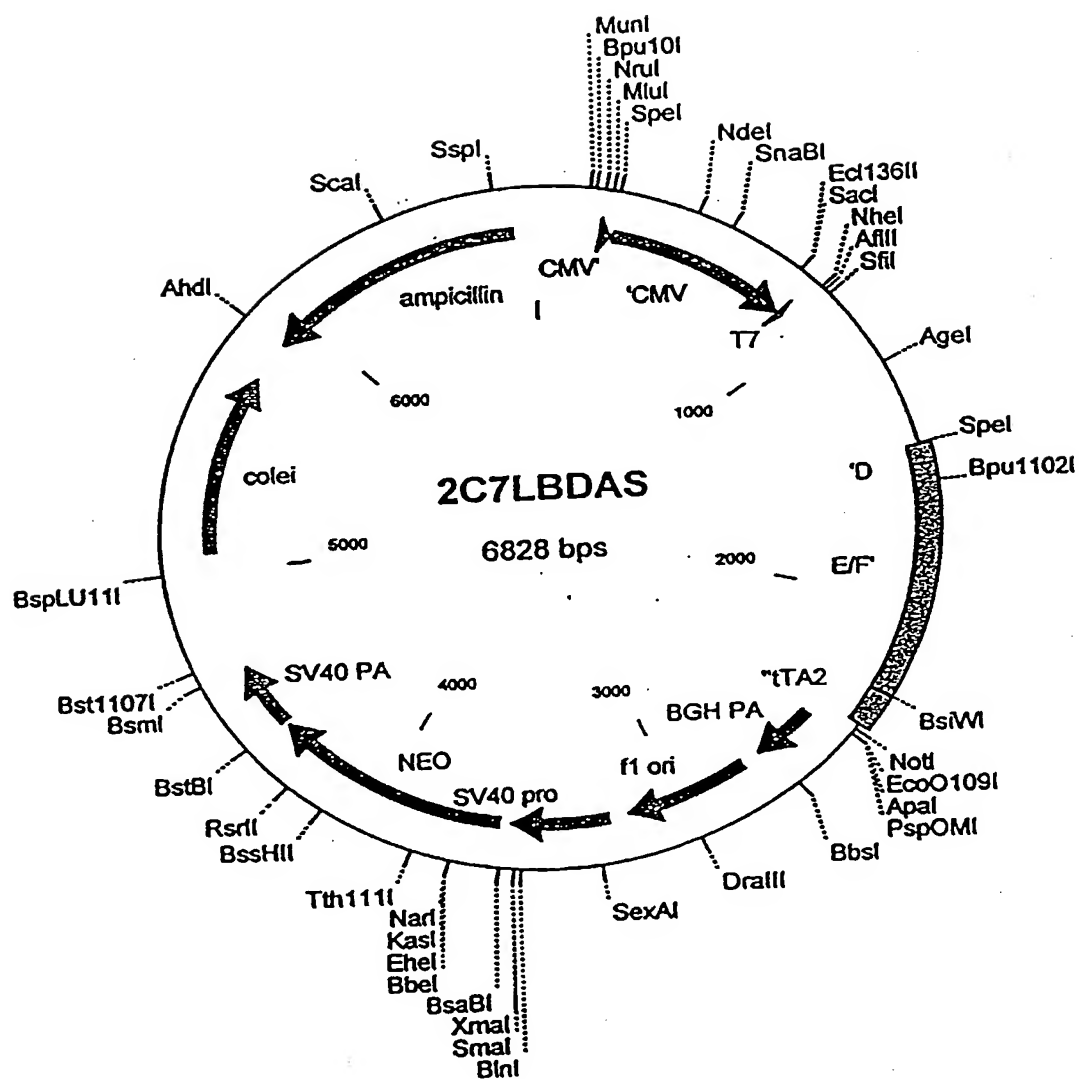 MunI
Bpu10I
NruI
MluI
SpeI
NdeI
SnaBI
Ecl136II
SacI
NheI
AflII
SfiI
AgeI
SpeI
Bpu1102I
BsiWI
NotI
EcoO109I
ApaI
PspOMI
BbsI
DraIII
SexAI
BlnI
SmaI
XmaI
BsaBI
BbeI
EheI
KasI
NarI
Tth111I
BssHII
RsrII
BstBI
BsmI
Bst1107I
BspLU11I
AhdI
ScaI
SspI
CMV'
'CMV
T7
ampicillin
I
6000
1000
colei
'D
2C7LBDAS
6828 bps
5000
2000
E/F'
SV40 PA
4000
3000
"tTA2
BGH PA
NEO
f1 ori
SV40 pro